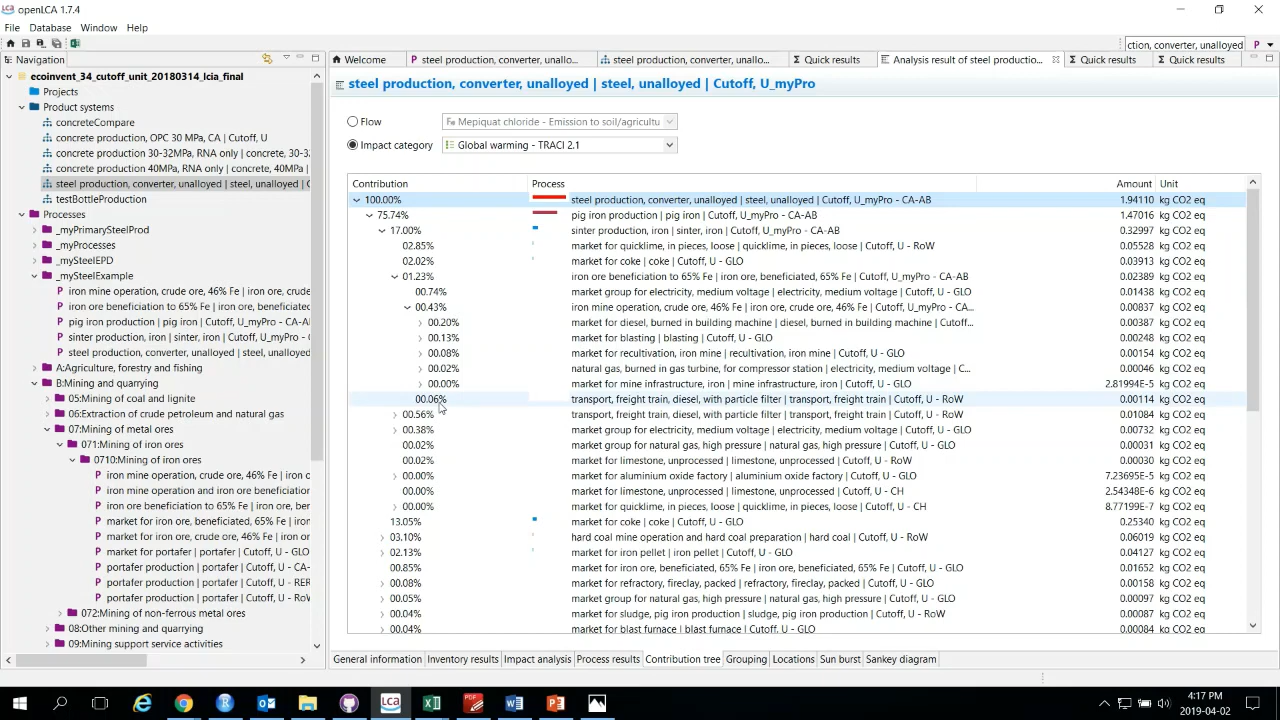 openLCA 1.7.4
File Database Window Help
ction, converter, unalloyed P
Navigation
ecoinvent_34_cutoff_unit_20180314_lcia_final
Projects
Product systems
concreteCompare
concrete production, OPC 30 MPa, CA | Cutoff, U
concrete production 30-32MPa, RNA only | concrete, 30-3:
concrete production 40MPa, RNA only | concrete, 40MPa |
steel production, converter, unalloyed | steel, unalloyed | C
testBottleProduction
Processes
_myPrimarySteelProd
_myProcesses
_mySteelEPD
_mySteelExample
P iron mine operation, crude ore, 46% Fe | iron ore, crude
P iron ore beneficiation to 65% Fe | iron ore, beneficiated
P pig iron production | pig iron | Cutoff, U_myPro - CA-AI
P sinter production, iron | sinter, iron | Cutoff, U_myPro -
P steel production, converter, unalloyed | steel, unalloyed
A:Agriculture, forestry and fishing
B:Mining and quarrying
05:Mining of coal and lignite
06:Extraction of crude petroleum and natural gas
07:Mining of metal ores
071:Mining of iron ores
0710:Mining of iron ores
P iron mine operation, crude ore, 46% Fe | iron o
P iron mine operation and iron ore beneficiation
P iron ore beneficiation to 65% Fe | iron ore, ben
P market for iron ore, beneficiated, 65% Fe | iron
P market for iron ore, crude ore, 46% Fe | iron or
P market for portafer | portafer | Cutoff, U - GLO
P portafer production | portafer | Cutoff, U - CA-
P portafer production | portafer | Cutoff, U - RER
P portafer production | portafer | Cutoff, U - RoW
072:Mining of non-ferrous metal ores
08:Other mining and quarrying
09:Mining support service activities
Welcome P steel production, converter, unallo... steel production, converter, unallo... Σ Quick results Analysis result of steel productio... Σ Quick results Σ Quick results
steel production, converter, unalloyed | steel, unalloyed | Cutoff, U_myPro
Flow Fe Mepiquat chloride - Emission to soil/agricultu
Impact category Global warming - TRACI 2.1
Contribution Process Amount Unit
100.00% steel production, converter, unalloyed | steel, unalloyed | Cutoff, U_myPro - CA-AB 1.94110 kg CO2 eq
75.74% pig iron production | pig iron | Cutoff, U_myPro - CA-AB 1.47016 kg CO2 eq
17.00% sinter production, iron | sinter, iron | Cutoff, U_myPro - CA-AB 0.32997 kg CO2 eq
02.85% market for quicklime, in pieces, loose | quicklime, in pieces, loose | Cutoff, U - RoW 0.05528 kg CO2 eq
02.02% market for coke | coke | Cutoff, U - GLO 0.03913 kg CO2 eq
01.23% iron ore beneficiation to 65% Fe | iron ore, beneficiated, 65% Fe | Cutoff, U_myPro - CA-AB 0.02389 kg CO2 eq
00.74% market group for electricity, medium voltage | electricity, medium voltage | Cutoff, U - GLO 0.01438 kg CO2 eq
00.43% iron mine operation, crude ore, 46% Fe | iron ore, crude ore, 46% Fe | Cutoff, U_myPro - CA... 0.00837 kg CO2 eq
00.20% market for diesel, burned in building machine | diesel, burned in building machine | Cutoff... 0.00387 kg CO2 eq
00.13% market for blasting | blasting | Cutoff, U - GLO 0.00248 kg CO2 eq
00.08% market for recultivation, iron mine | recultivation, iron mine | Cutoff, U - GLO 0.00154 kg CO2 eq
00.02% natural gas, burned in gas turbine, for compressor station | electricity, medium voltage | C... 0.00046 kg CO2 eq
00.00% market for mine infrastructure, iron | mine infrastructure, iron | Cutoff, U - GLO 2.81994E-5 kg CO2 eq
00.06% transport, freight train, diesel, with particle filter | transport, freight train | Cutoff, U - RoW 0.00114 kg CO2 eq
00.56% transport, freight train, diesel, with particle filter | transport, freight train | Cutoff, U - RoW 0.01084 kg CO2 eq
00.38% market group for electricity, medium voltage | electricity, medium voltage | Cutoff, U - GLO 0.00732 kg CO2 eq
00.02% market group for natural gas, high pressure | natural gas, high pressure | Cutoff, U - GLO 0.00031 kg CO2 eq
00.02% market for limestone, unprocessed | limestone, unprocessed | Cutoff, U - RoW 0.00030 kg CO2 eq
00.00% market for aluminium oxide factory | aluminium oxide factory | Cutoff, U - GLO 7.23695E-5 kg CO2 eq
00.00% market for limestone, unprocessed | limestone, unprocessed | Cutoff, U - CH 2.54348E-6 kg CO2 eq
00.00% market for quicklime, in pieces, loose | quicklime, in pieces, loose | Cutoff, U - CH 8.77199E-7 kg CO2 eq
13.05% market for coke | coke | Cutoff, U - GLO 0.25340 kg CO2 eq
03.10% hard coal mine operation and hard coal preparation | hard coal | Cutoff, U - RoW 0.06019 kg CO2 eq
02.13% market for iron pellet | iron pellet | Cutoff, U - GLO 0.04127 kg CO2 eq
00.85% market for iron ore, beneficiated, 65% Fe | iron ore, beneficiated, 65% Fe | Cutoff, U - GLO 0.01652 kg CO2 eq
00.08% market for refractory, fireclay, packed | refractory, fireclay, packed | Cutoff, U - GLO 0.00158 kg CO2 eq
00.05% market group for natural gas, high pressure | natural gas, high pressure | Cutoff, U - GLO 0.00097 kg CO2 eq
00.04% market for sludge, pig iron production | sludge, pig iron production | Cutoff, U - RoW 0.00087 kg CO2 eq
00.04% market for blast furnace | blast furnace | Cutoff, U - GLO 0.00084 kg CO2 eq
General information Inventory results Impact analysis Process results Contribution tree Grouping Locations Sun burst Sankey diagram
4:17 PM
2019-04-02